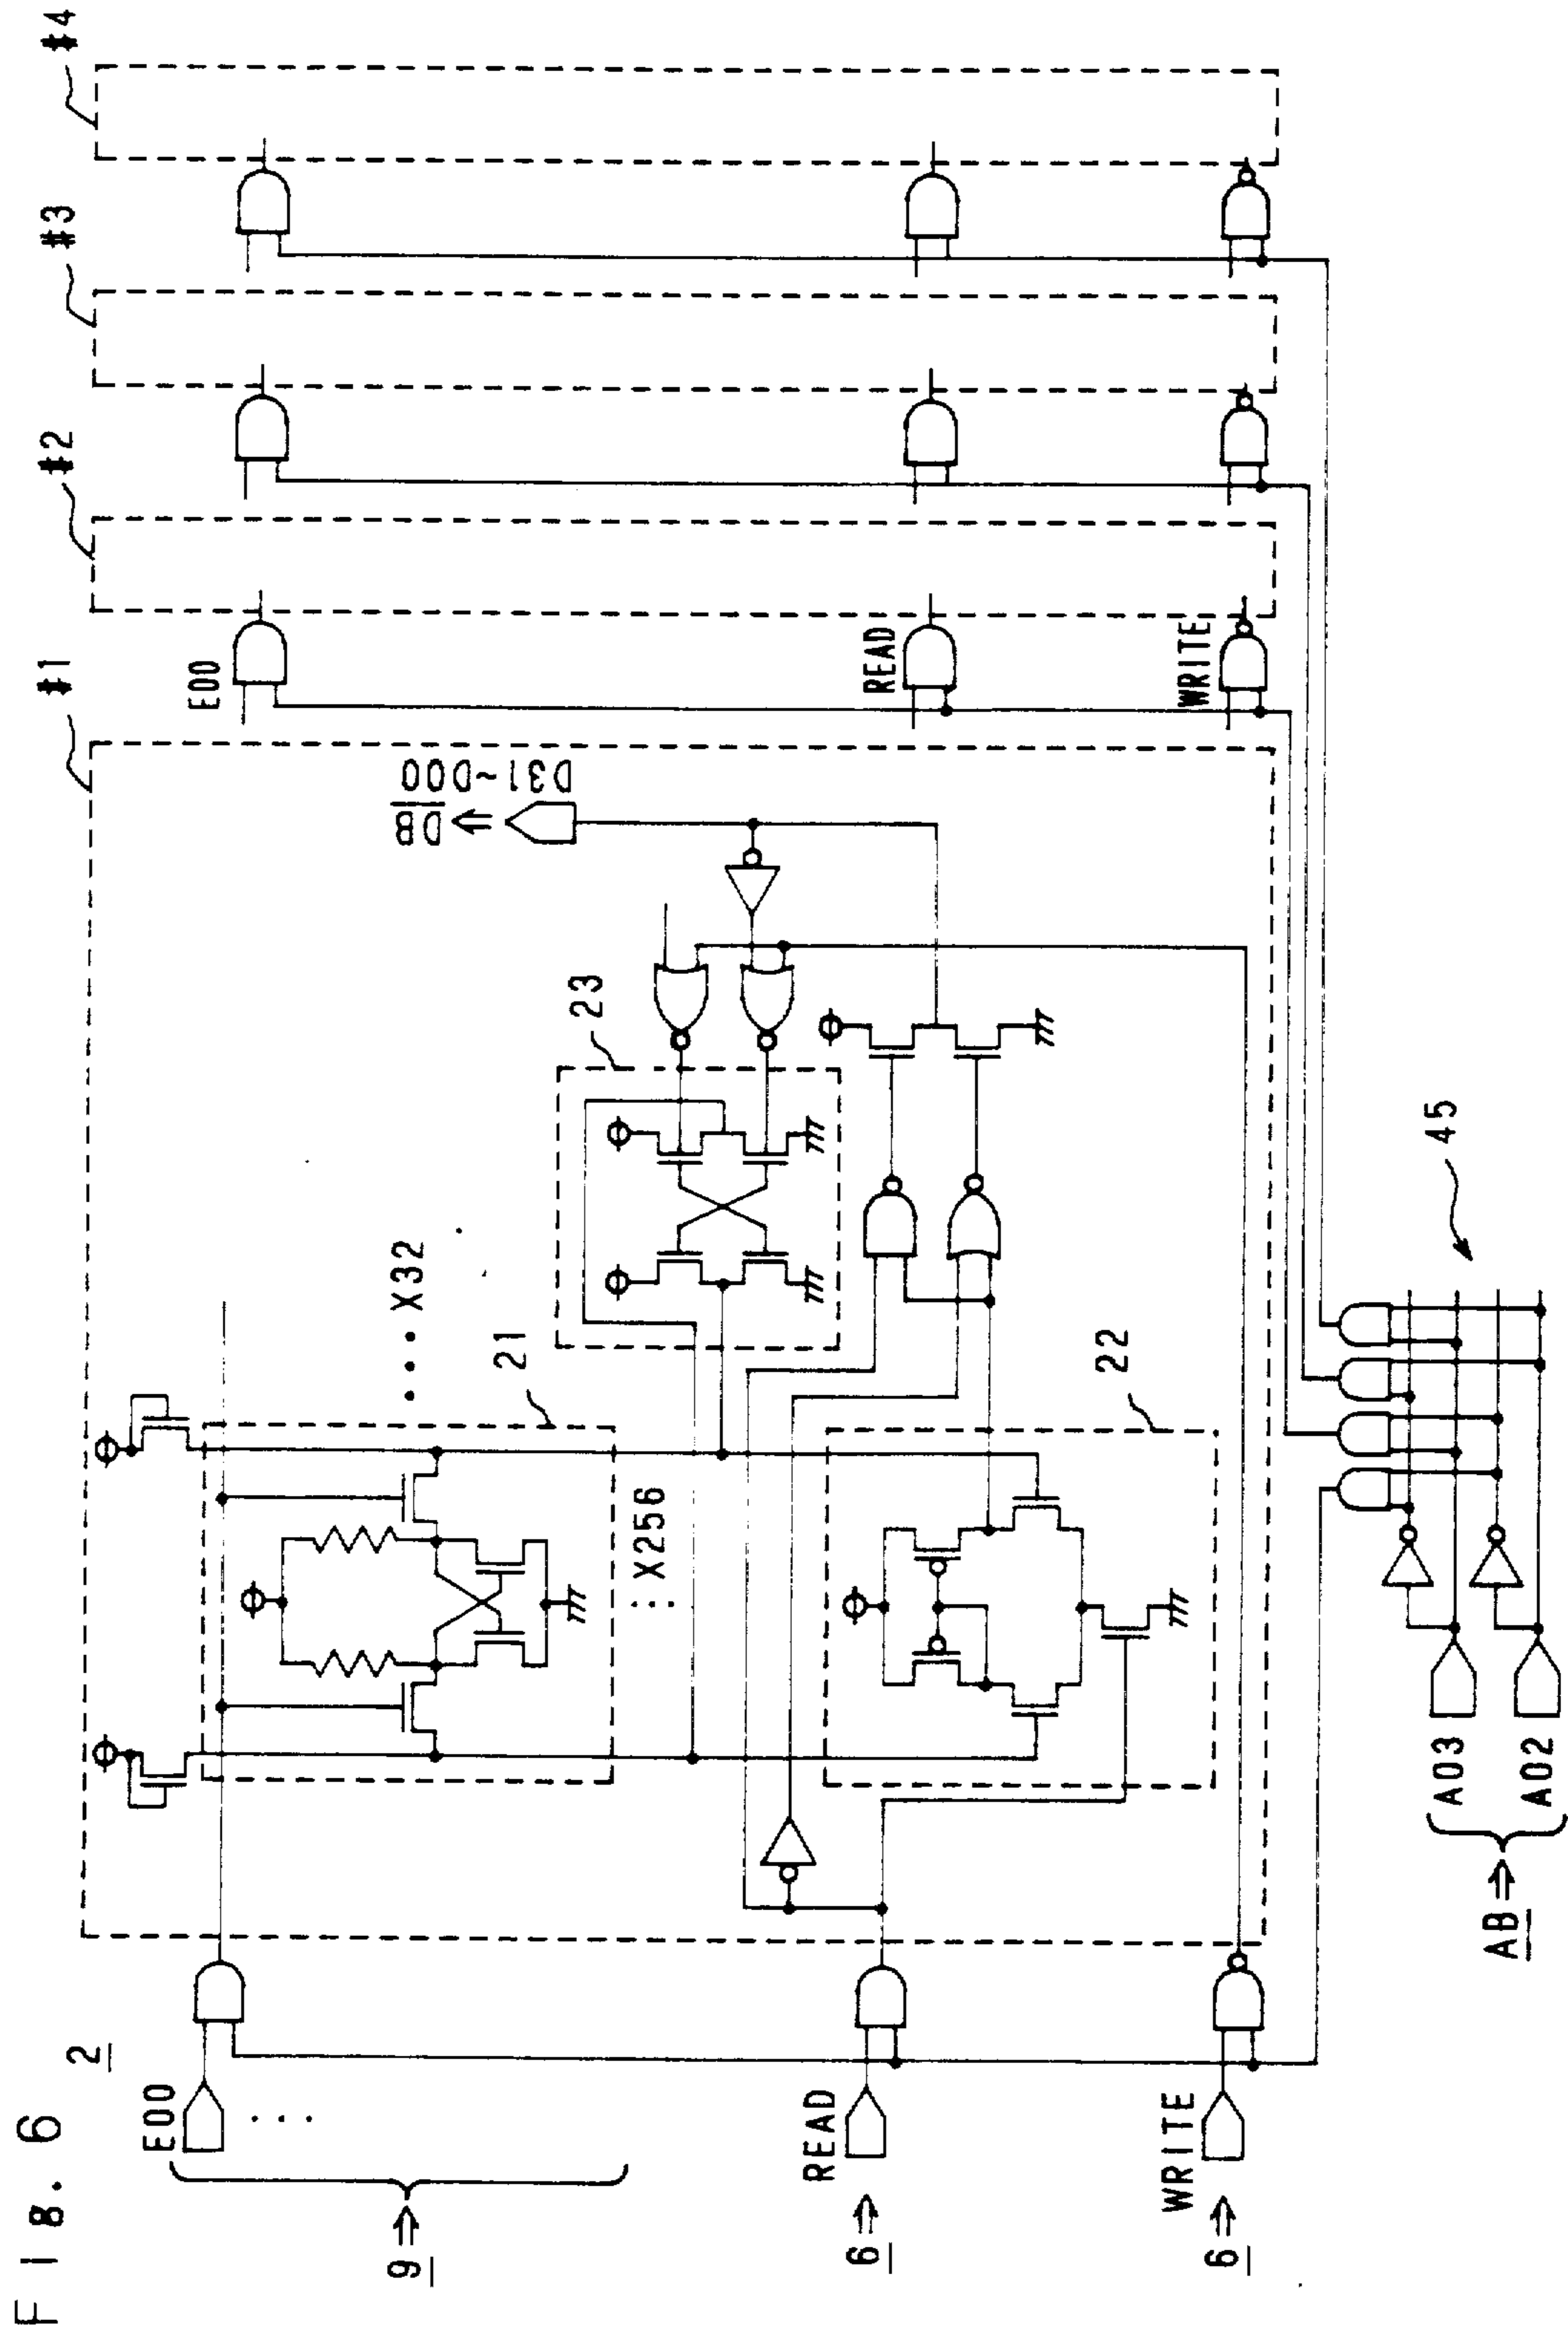 Fig. 6
2
#1
#2
#3
#4
E00
...
9
READ
6
WRITE
6
21
...X32
:X256
22
23
DB
D31~D00
E00
READ
WRITE
45
A03
A02
AB